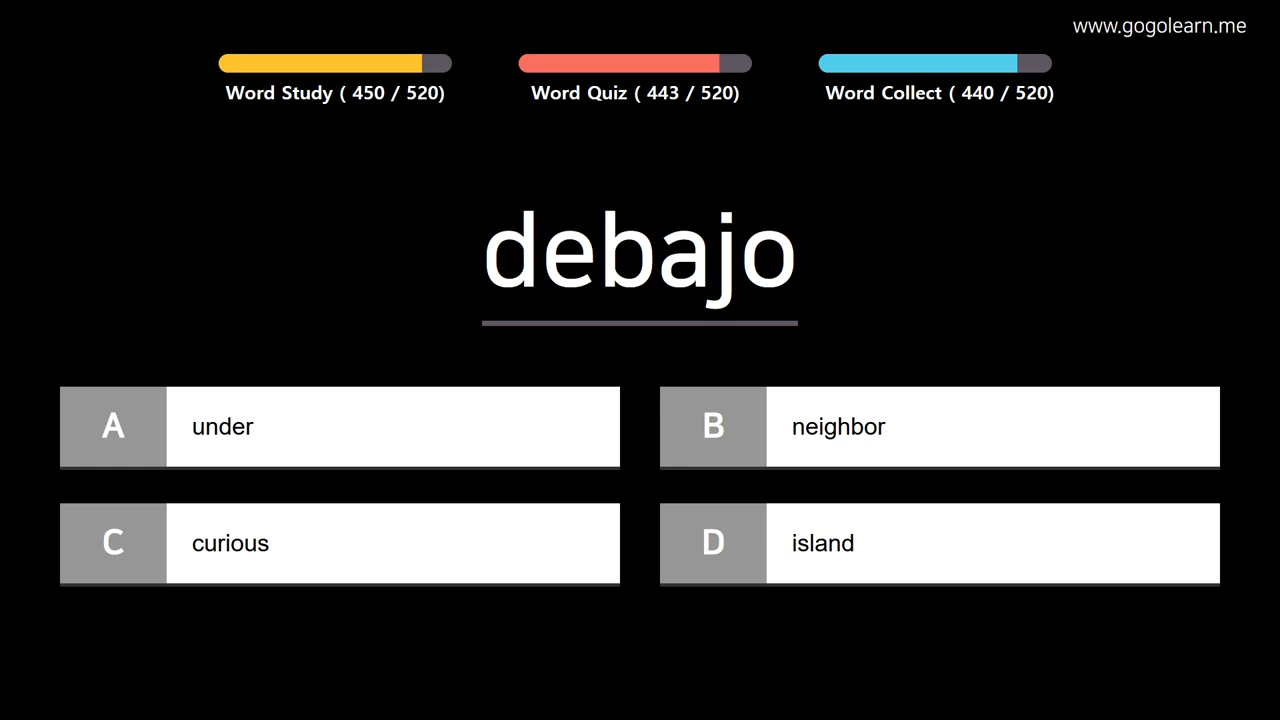 www.gogolearn.me
Word Study ( 450 / 520)
Word Quiz ( 443 / 520)
Word Collect ( 440 / 520)
debajo
A
under
B
neighbor
C
curious
D
island